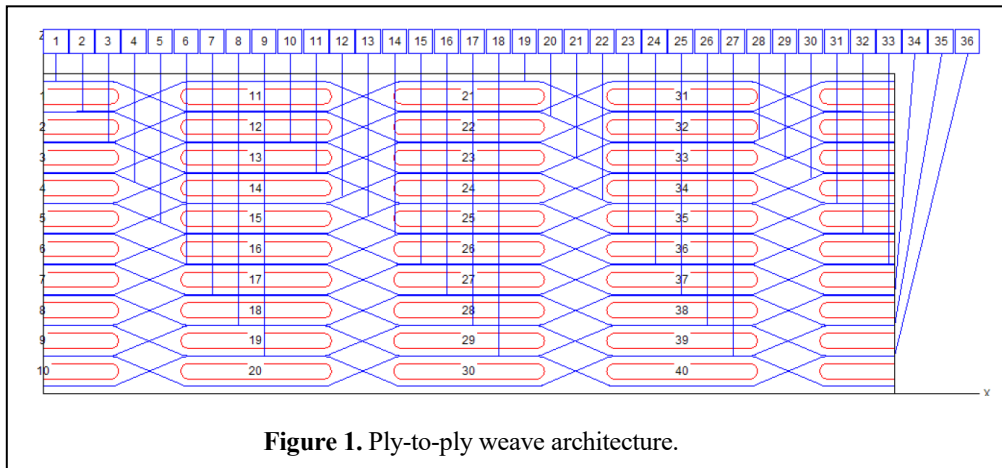 Z
1 2 3 4 5 6 7 8 9 10 11 12 13 14 15 16 17 18 19 20 21 22 23 24 25 26 27 28 29 30 31 32 33 34 35 36
1 11 21 31
2 12 22 32
3 13 23 33
4 14 24 34
5 15 25 35
6 16 26 36
7 17 27 37
8 18 28 38
9 19 29 39
10 20 30 40
X
Figure 1. Ply-to-ply weave architecture.